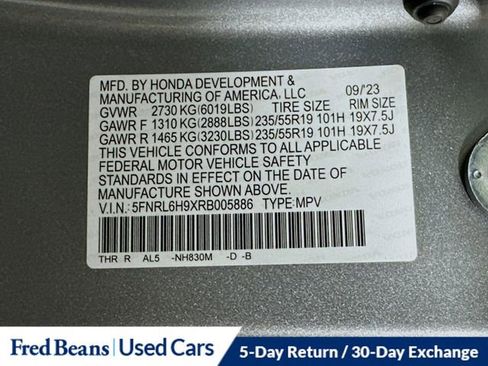 MFD. BY HONDA DEVELOPMENT &
MANUFACTURING OF AMERICA, LLC 09/'23
GVWR 2730 KG(6019LBS) TIRE SIZE RIM SIZE
GAWR F 1310 KG(2888LBS) 235/55R19 101H 19X7.5J
GAWR R 1465 KG(3230LBS) 235/55R19 101H 19X7.5J
THIS VEHICLE CONFORMS TO ALL APPLICABLE
FEDERAL MOTOR VEHICLE SAFETY
STANDARDS IN EFFECT ON THE DATE OF
MANUFACTURE SHOWN ABOVE.
V.I.N.: 5FNRL6H9XRB005886 TYPE:MPV
THR R AL5 -NH830M -D -B
Fred Beans Used Cars 5-Day Return / 30-Day Exchange